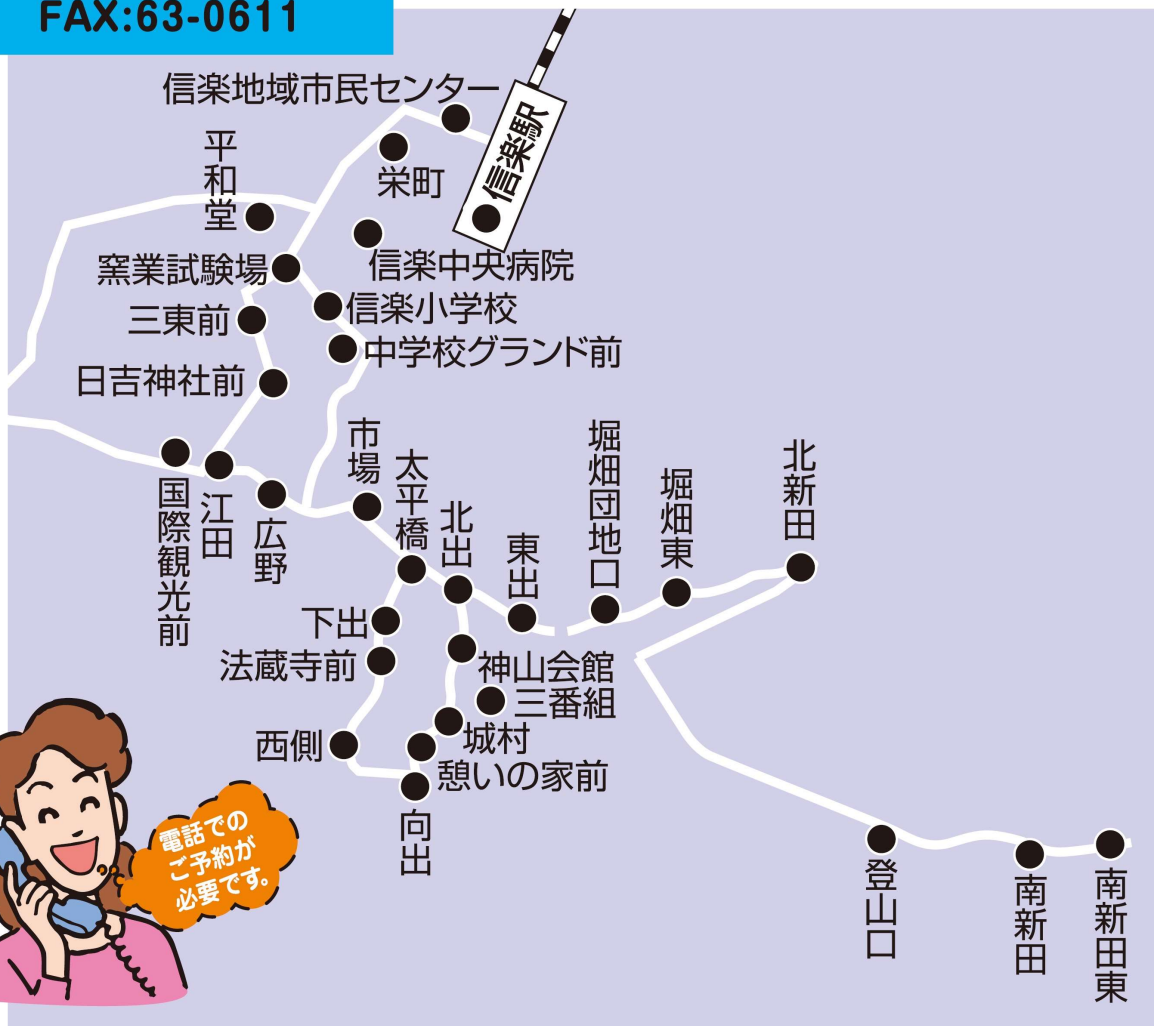 FAX:63-0611
信楽地域市民センター
信楽駅
平和堂
栄町
信楽中央病院
窯業試験場
信楽小学校
三東前
中学校グランド前
日吉神社前
市場
太平橋
堀畑団地口
北新田
堀畑東
国際観光前
江田
広野
北出
東出
下出
法蔵寺前
神山会館
三番組
西側
城村
憩いの家前
向出
登山口
南新田
南新田東
電話での
ご予約が
必要です。